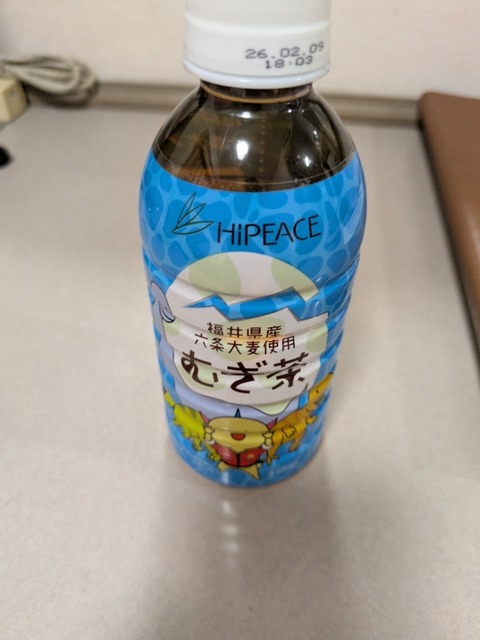 26.02.09
18:03
HiPEACE
福井県産
六条大麦使用
むぎ茶